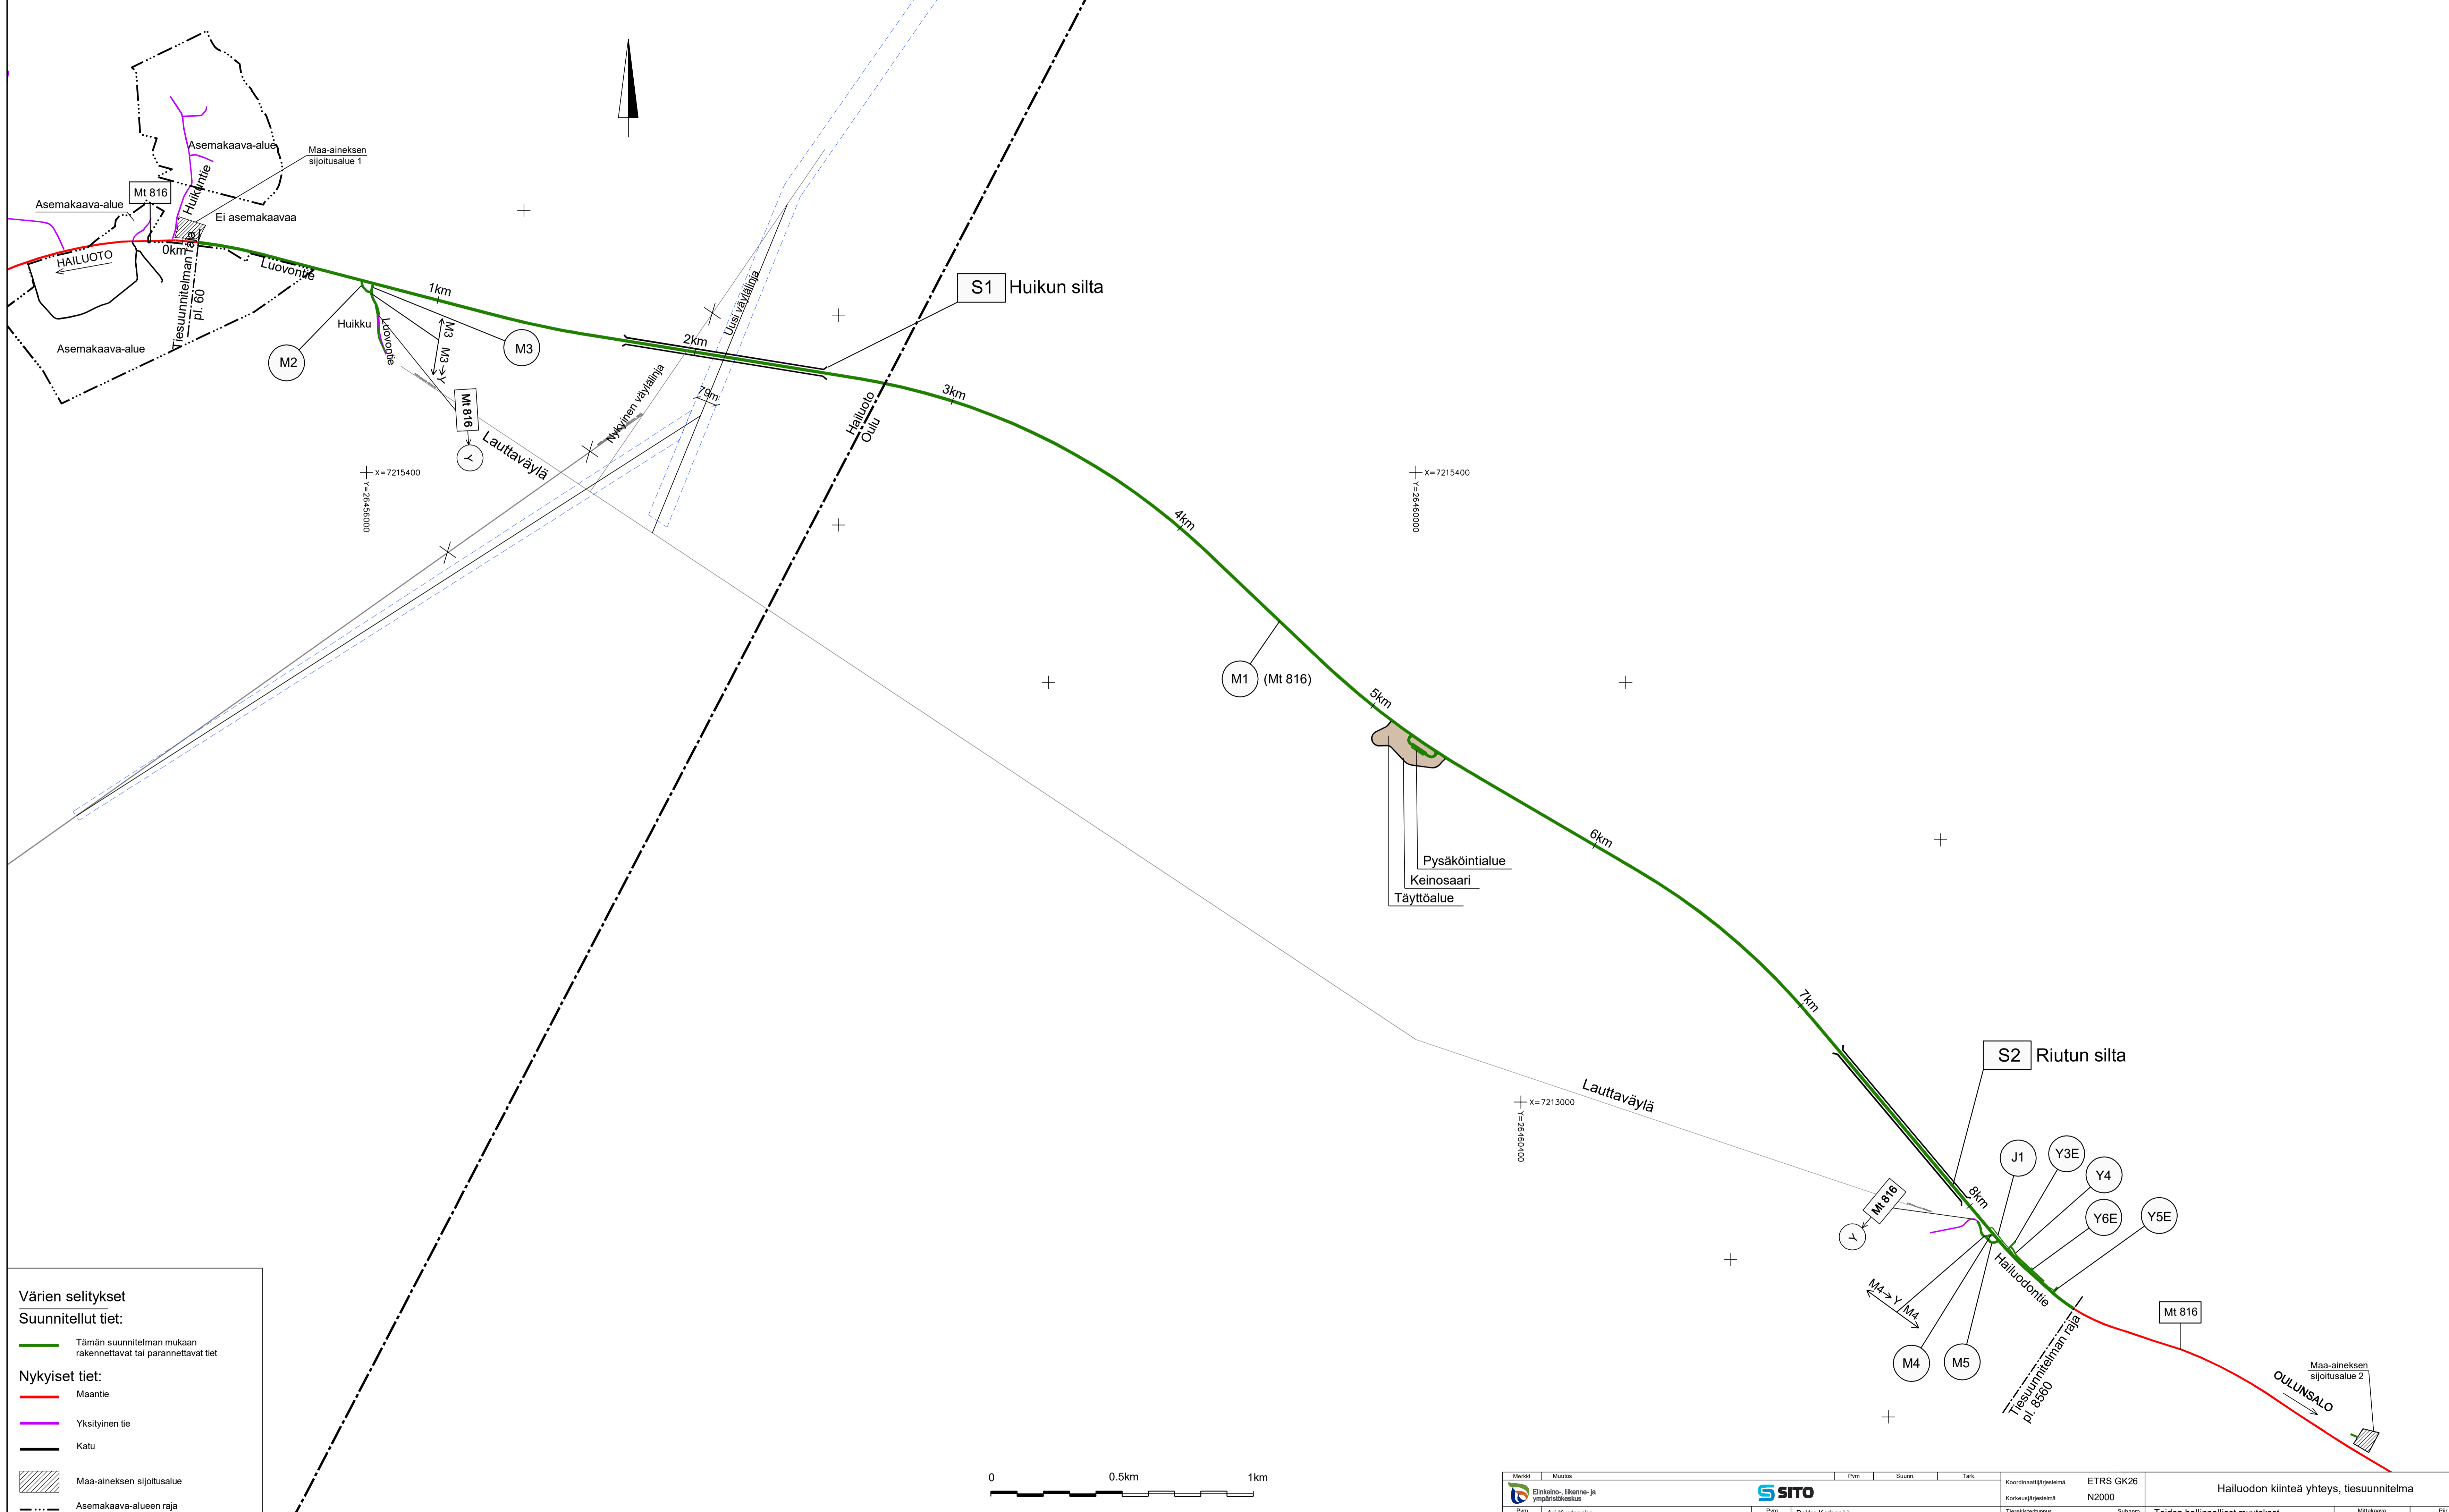 Asemakaava-alue
Maa-aineksen
sijoitusalue 1
Mt 816
Huikuntie
Asemakaava-alue
Ei asemakaavaa
0km
HAILUOTO
Luovontie
Tiesuunnitelman raja
pl. 60
Asemakaava-alue
1km
Huikku
Luovontie
M2
M3
M3
M3→Y
Mt 816
Y
Lauttaväylä
Nykyinen väylälinja
Uusi väylälinja
79m
2km
S1 Huikun silta
Hailuoto
Oulu
3km
X=7215400
Y=26456000
X=7215400
Y=26460000
4km
M1 (Mt 816)
5km
Pysäköintialue
Keinosaari
Täyttöalue
6km
7km
S2 Riutun silta
X=7213000
Y=26460400
Lauttaväylä
Mt 816
Y
8km
J1
Y3E
Y4
Y6E
Y5E
Hailuodontie
M4→Y
M4
M4
M5
Tiesuunnitelman raja
pl. 8560
Mt 816
Maa-aineksen
sijoitusalue 2
OULUNSALO
Värien selitykset
Suunnitellut tiet:
Tämän suunnitelman mukaan
rakennettavat tai parannettavat tiet
Nykyiset tiet:
Maantie
Yksityinen tie
Katu
Maa-aineksen sijoitusalue
Asemakaava-alueen raja
0 0.5km 1km
Merkki Muutos Pvm Suunn. Tark.
Elinkeino-, liikenne- ja
ympäristökeskus
SITO
Koordinaattijärjestelmä ETRS GK26
Korkeusjärjestelmä N2000
Hailuodon kiinteä yhteys, tiesuunnitelma